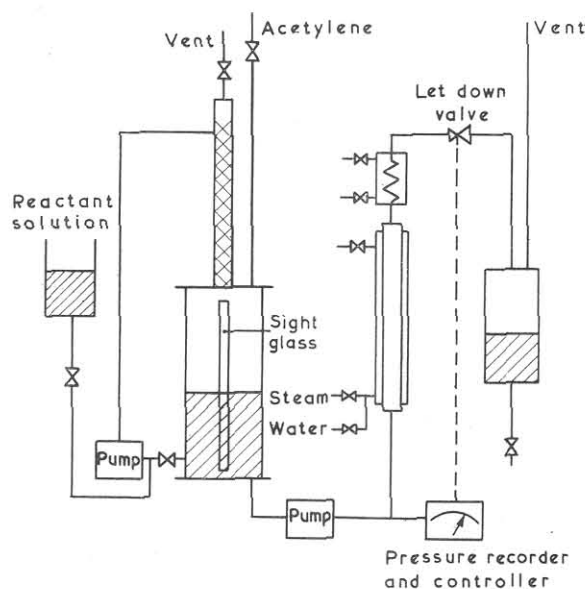 Vent
Acetylene
Vent
Let down
valve
Reactant
solution
Sight
glass
Steam
Water
Pump
Pump
Pressure recorder
and controller